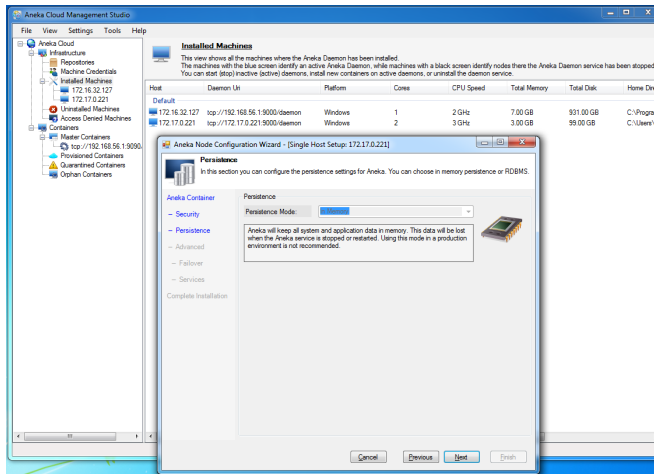 Aneka Cloud Management Studio
File View Settings Tools Help
Aneka Cloud
Infrastructure
Repositories
Machine Credentials
Installed Machines
172.16.32.127
172.17.0.221
Uninstalled Machines
Access Denied Machines
Containers
Master Containers
tcp://192.168.56.1:9090
Provisioned Containers
Quarantined Containers
Orphan Containers
Installed Machines
This view shows all the machines where the Aneka Daemon has been installed.
The machines with the blue screen identify an active Aneka Daemon, while machines with a black screen identify nodes there the Aneka Daemon service has been stopped
You can start (stop) inactive (active) daemons, install new containers on active daemons, or uninstall the daemon service.
Host Daemon Uri Platform Cores CPU Speed Total Memory Total Disk Home Dire
Default
172.16.32.127 tcp://192.168.56.1:9000/daemon Windows 1 2 GHz 7.00 GB 931.00 GB C:\Progra
172.17.0.221 tcp://172.17.0.221:9000/daemon Windows 2 3 GHz 3.00 GB 99.00 GB C:\Users\
Aneka Node Configuration Wizard - [Single Host Setup: 172.17.0.221]
Persistence
In this section you can configure the persistence settings for Aneka. You can choose in memory persistence or RDBMS.
Aneka Container
– Security
– Persistence
– Advanced
– Failover
– Services
Complete Installation
Persistence
Persistence Mode:
Aneka will keep all system and application data in memory. This data will be lost
when the Aneka service is stopped or restarted. Using this mode in a production
environment is not recommended.
Cancel Previous Next Finish